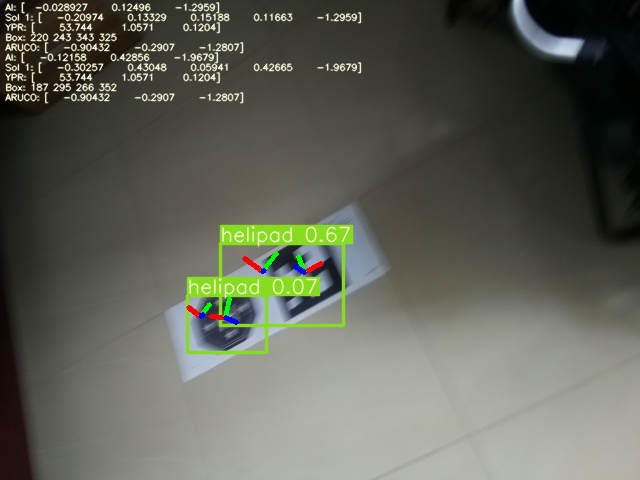 AI: [ -0.028927 0.12496 -1.2959]
Sol 1: [ -0.20974 0.13329 0.15188 0.11663 -1.2959]
YPR: [ 53.744 1.0571 0.1204]
Box: 220 243 343 325
ARUCO: [ -0.90432 -0.2907 -1.2807]
AI: [ -0.12158 0.42856 -1.9679]
Sol 1: [ -0.30257 0.43048 0.05941 0.42665 -1.9679]
YPR: [ 53.744 1.0571 0.1204]
Box: 187 295 266 352
ARUCO: [ -0.90432 -0.2907 -1.2807]
helipad 0.67
helipad 0.07